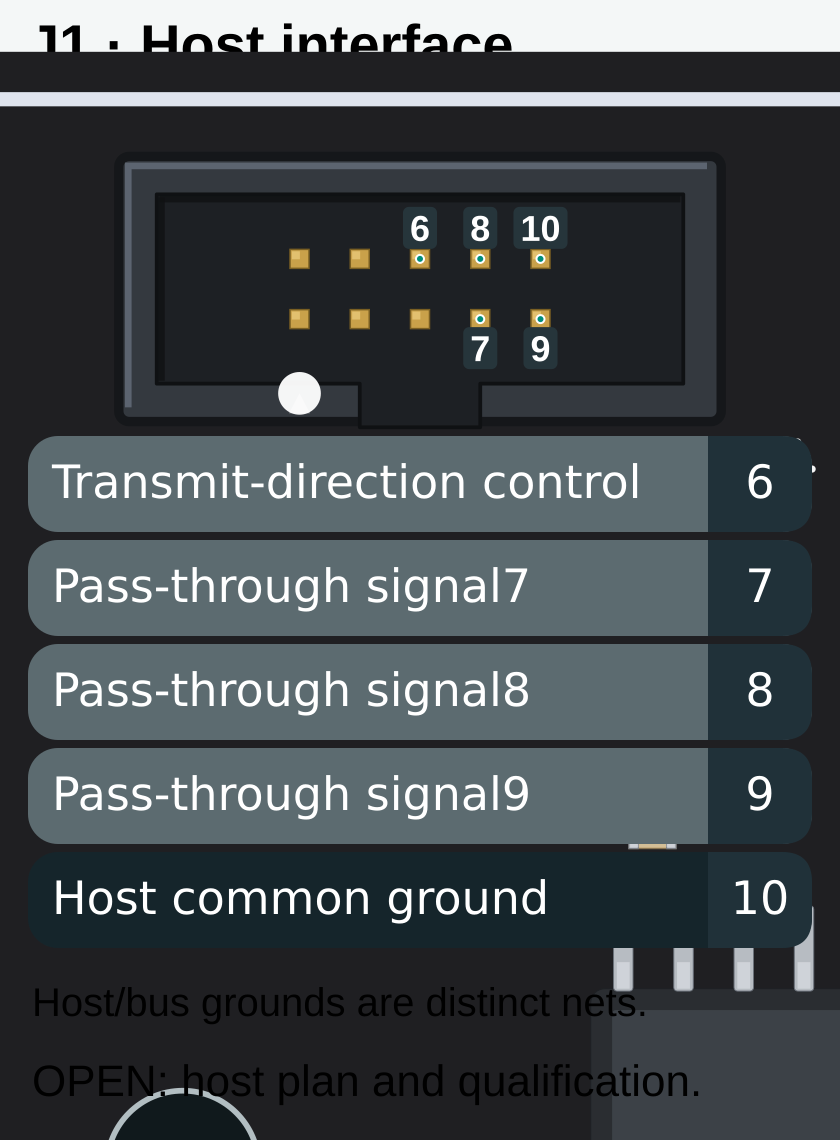 J1 · Host interface
6 8 10
7 9
Transmit-direction control 6
Pass-through signal7 7
Pass-through signal8 8
Pass-through signal9 9
Host common ground 10
Host/bus grounds are distinct nets.
OPEN: host plan and qualification.